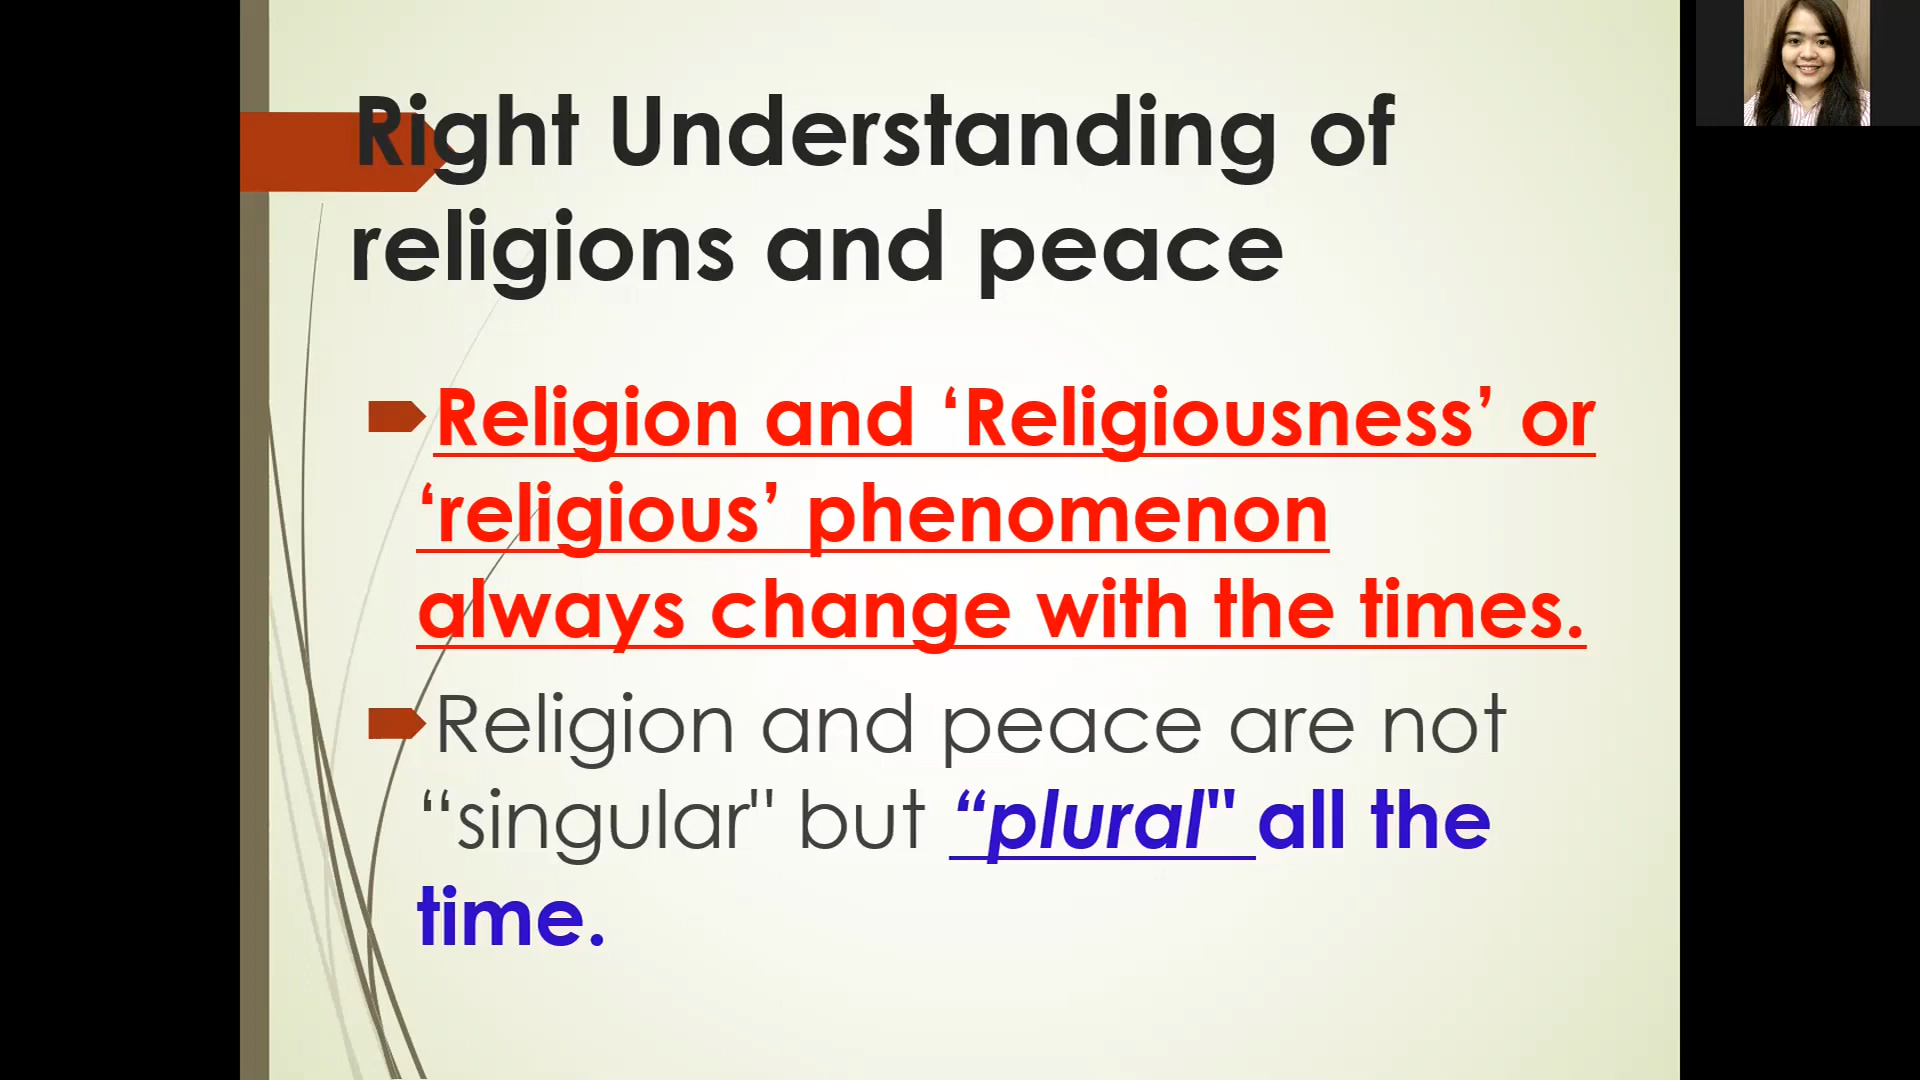 Right Understanding of
religions and peace
Religion and ‘Religiousness’ or
‘religious’ phenomenon
always change with the times.
Religion and peace are not
“singular" but “plural" all the
time.